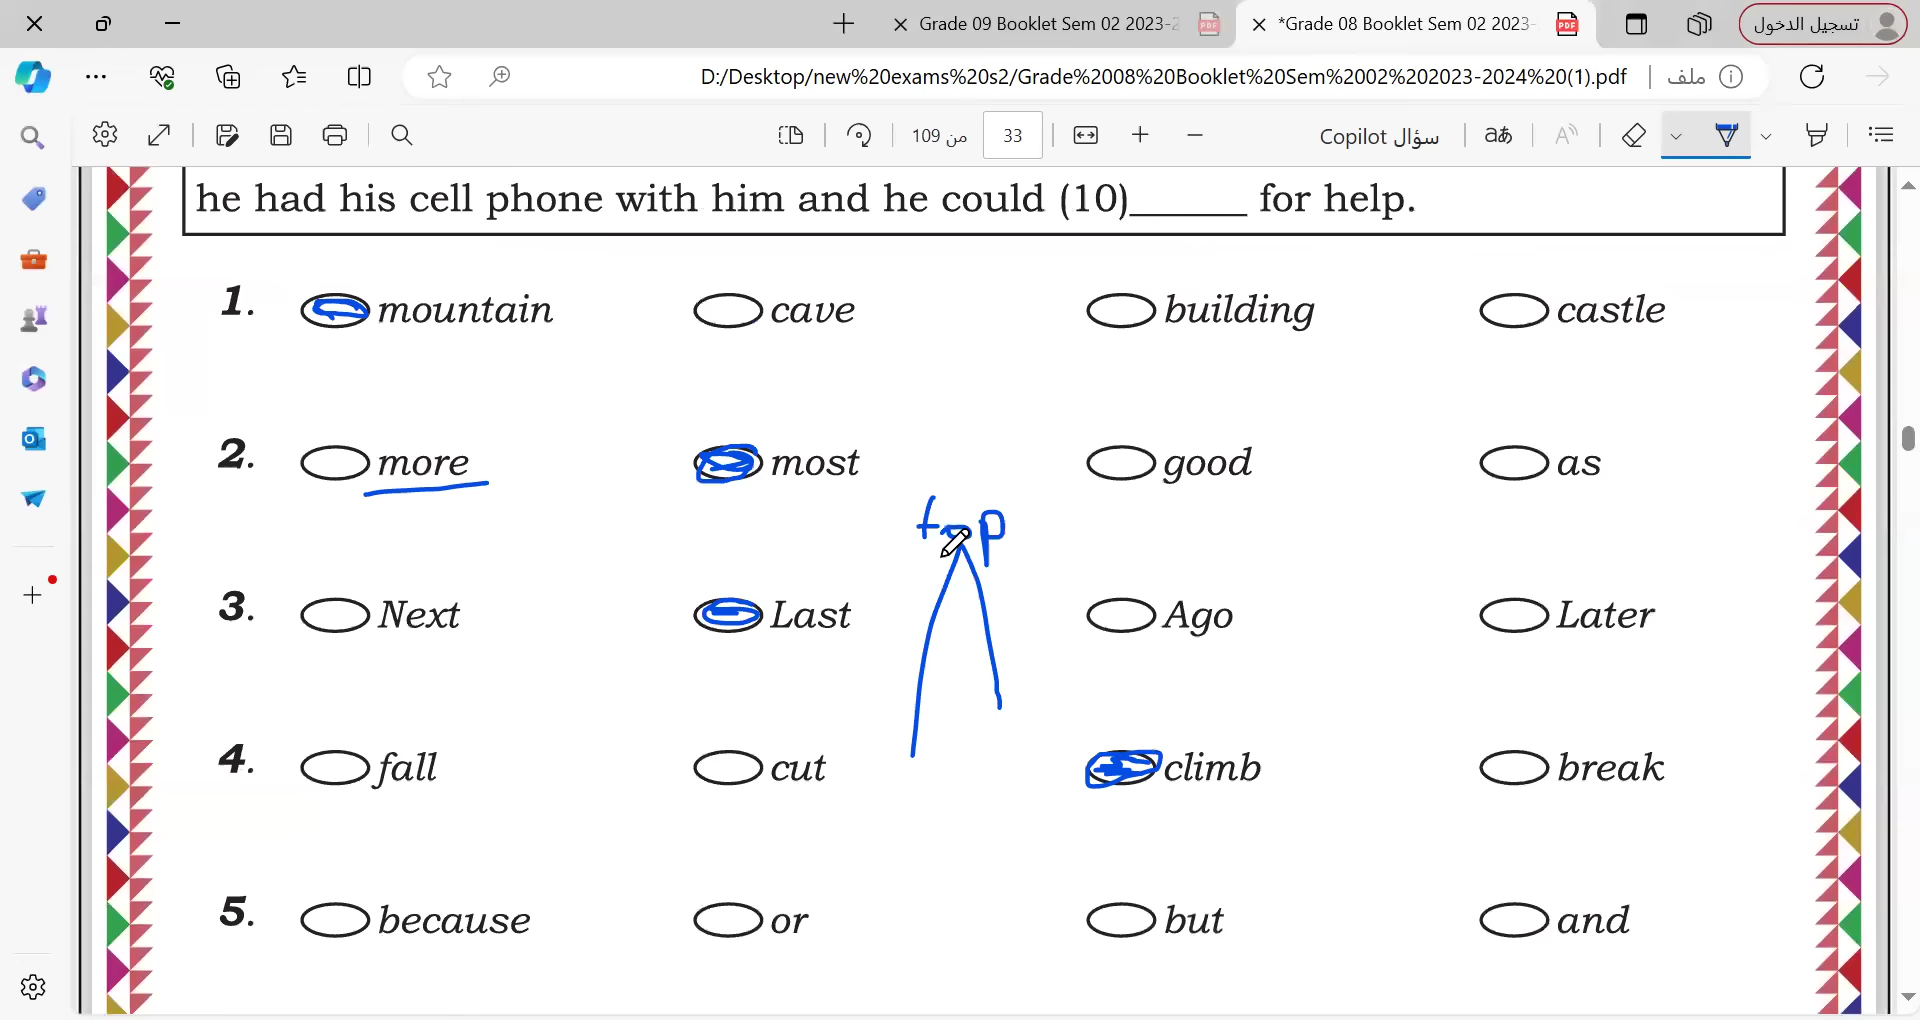 Grade 09 Booklet Sem 02 2023-2
*Grade 08 Booklet Sem 02 2023-
تسجيل الدخول
D:/Desktop/new%20exams%20s2/Grade%2008%20Booklet%20Sem%2002%202023-2024%20(1).pdf
ملف
33 من 109
سؤال Copilot
he had his cell phone with him and he could (10)______ for help.
1. mountain cave building castle
2. more most good as
top
3. Next Last Ago Later
4. fall cut climb break
5. because or but and